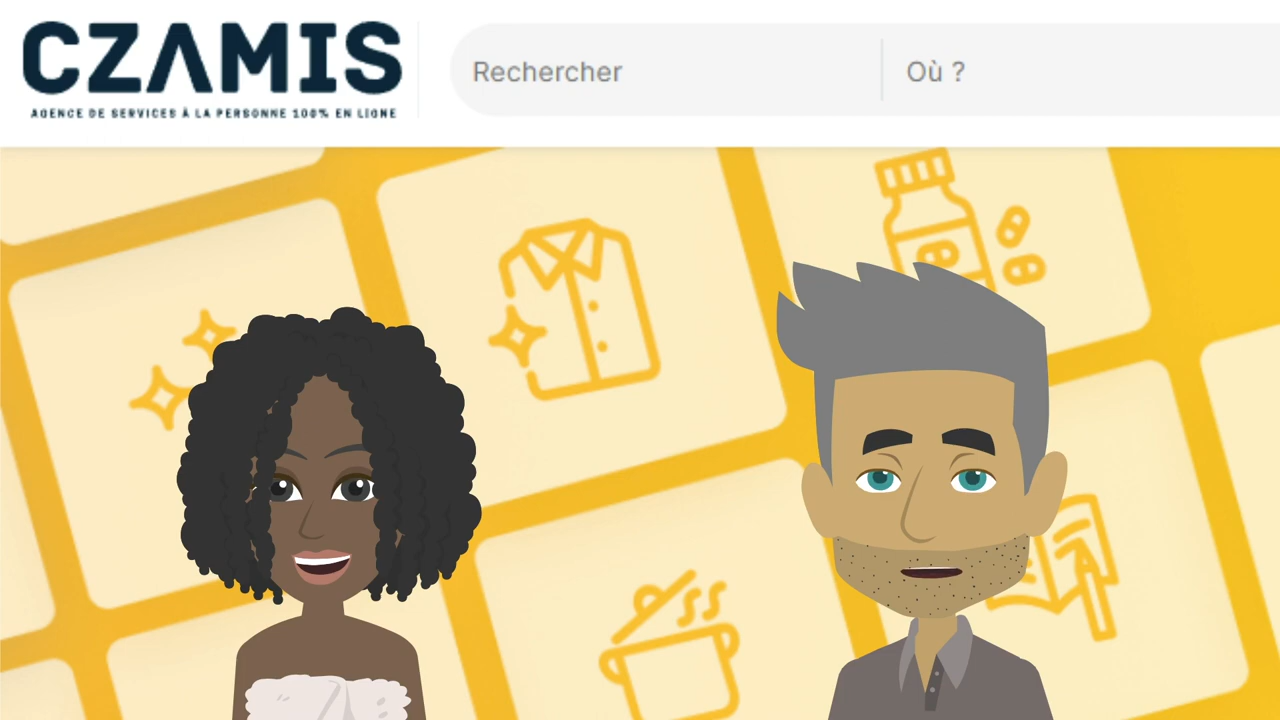 CZAMIS
AGENCE DE SERVICES À LA PERSONNE 100% EN LIGNE
Rechercher
Où ?